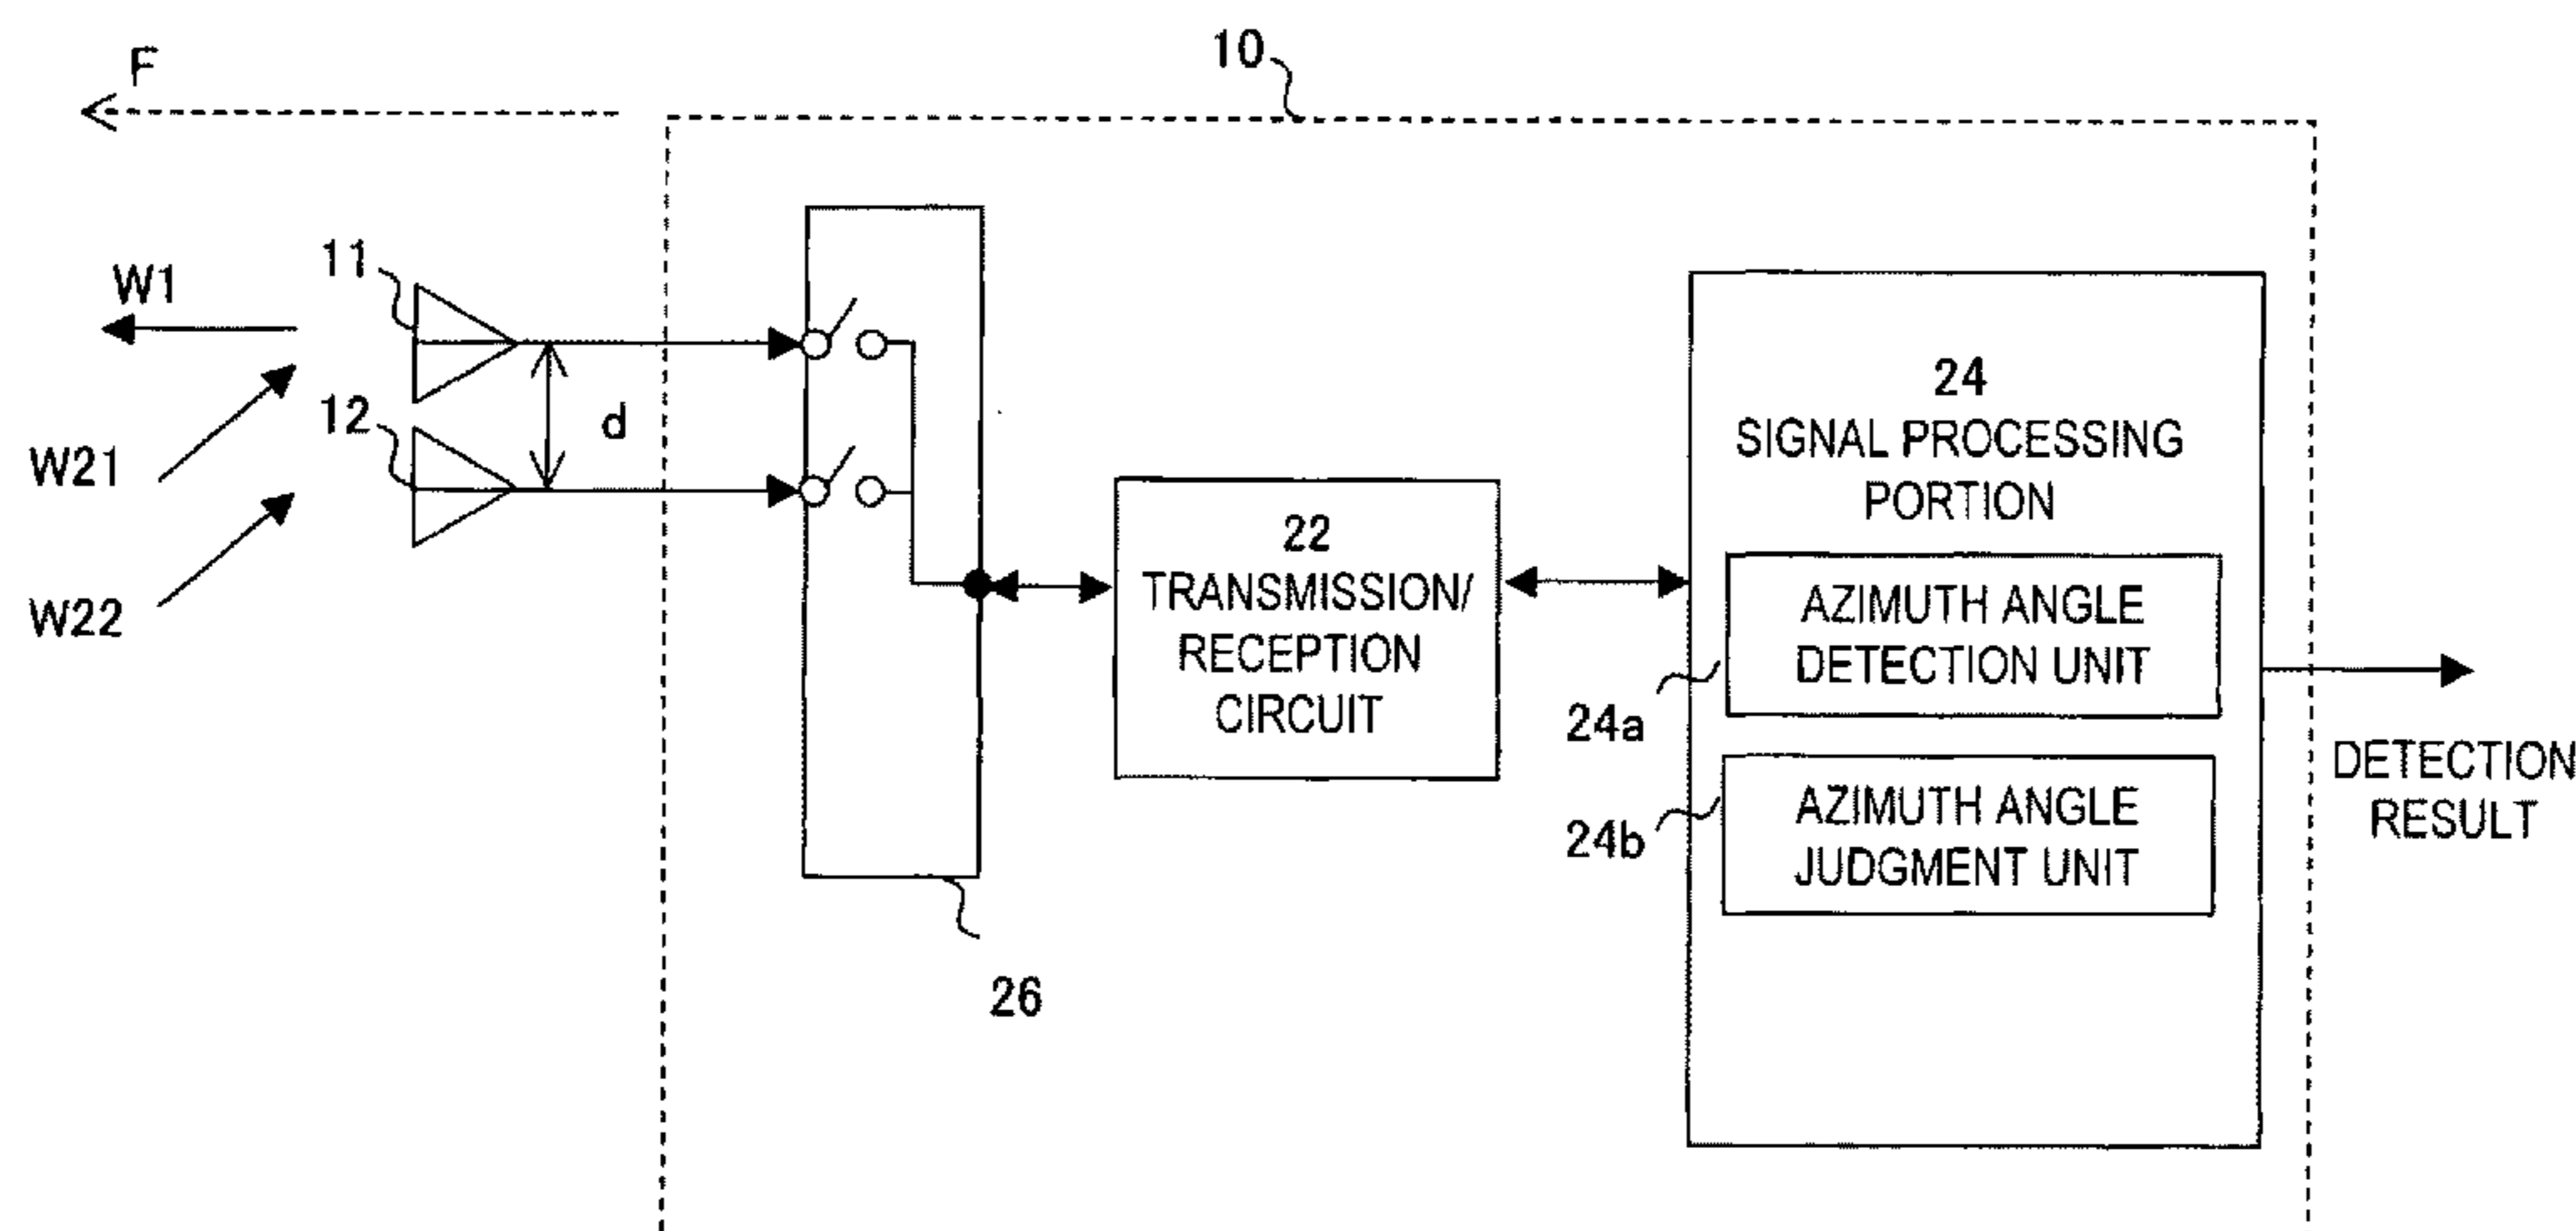 F
10
W1
11
12
d
W21
W22
26
22
TRANSMISSION/
RECEPTION
CIRCUIT
24
SIGNAL PROCESSING
PORTION
AZIMUTH ANGLE
DETECTION UNIT
24a
AZIMUTH ANGLE
JUDGMENT UNIT
24b
DETECTION
RESULT